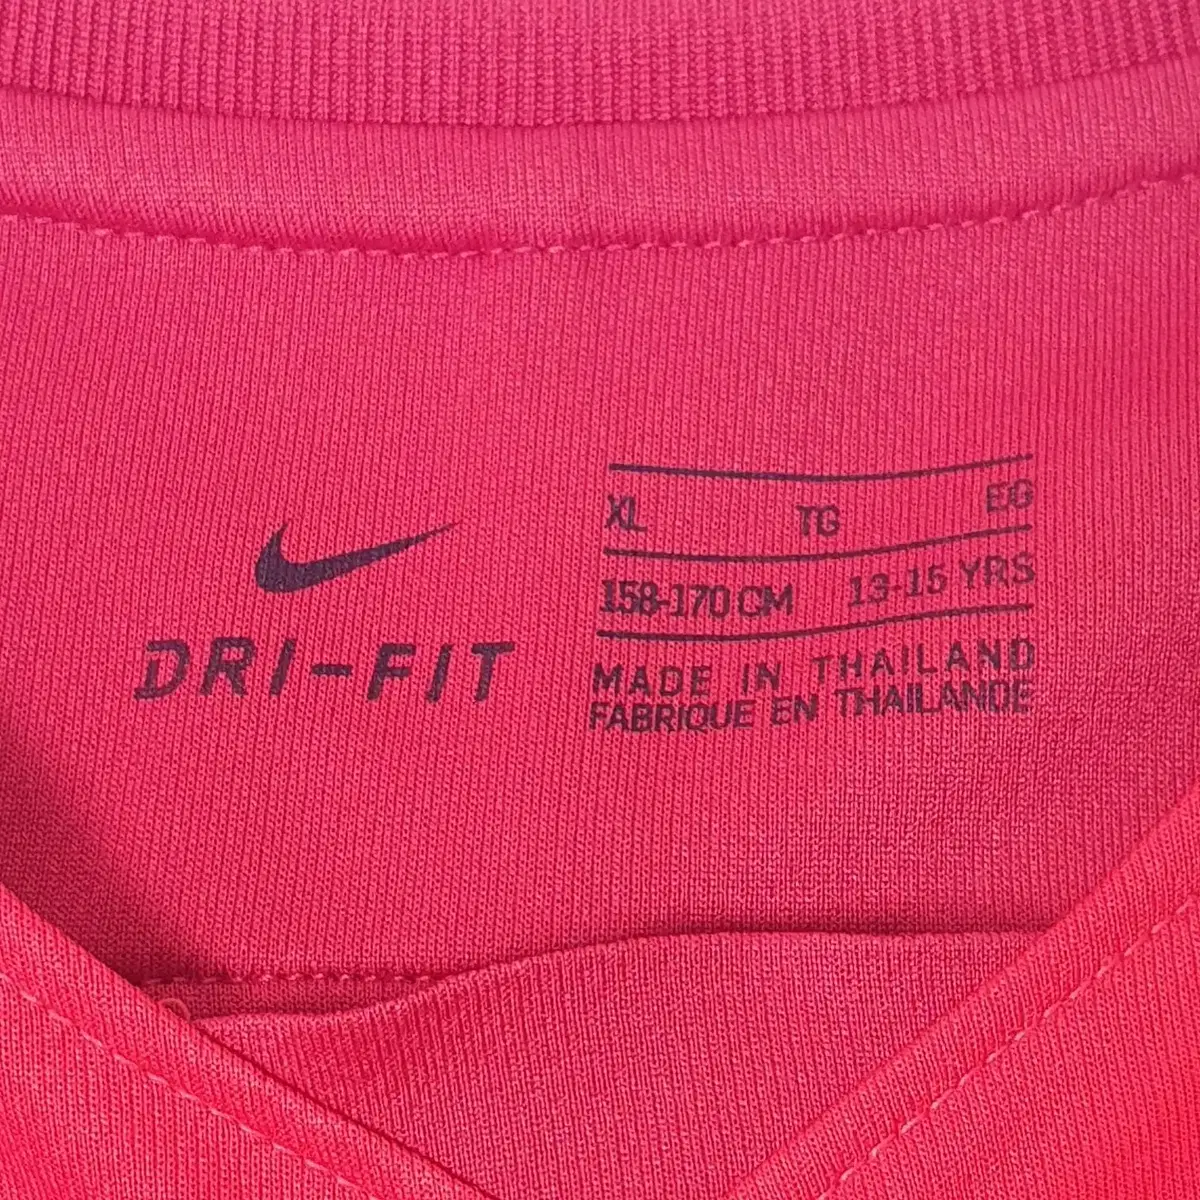 DRI-FIT
XL TG EG
158-170 CM 13-15 YRS
MADE IN THAILAND
FABRIQUE EN THAILANDE